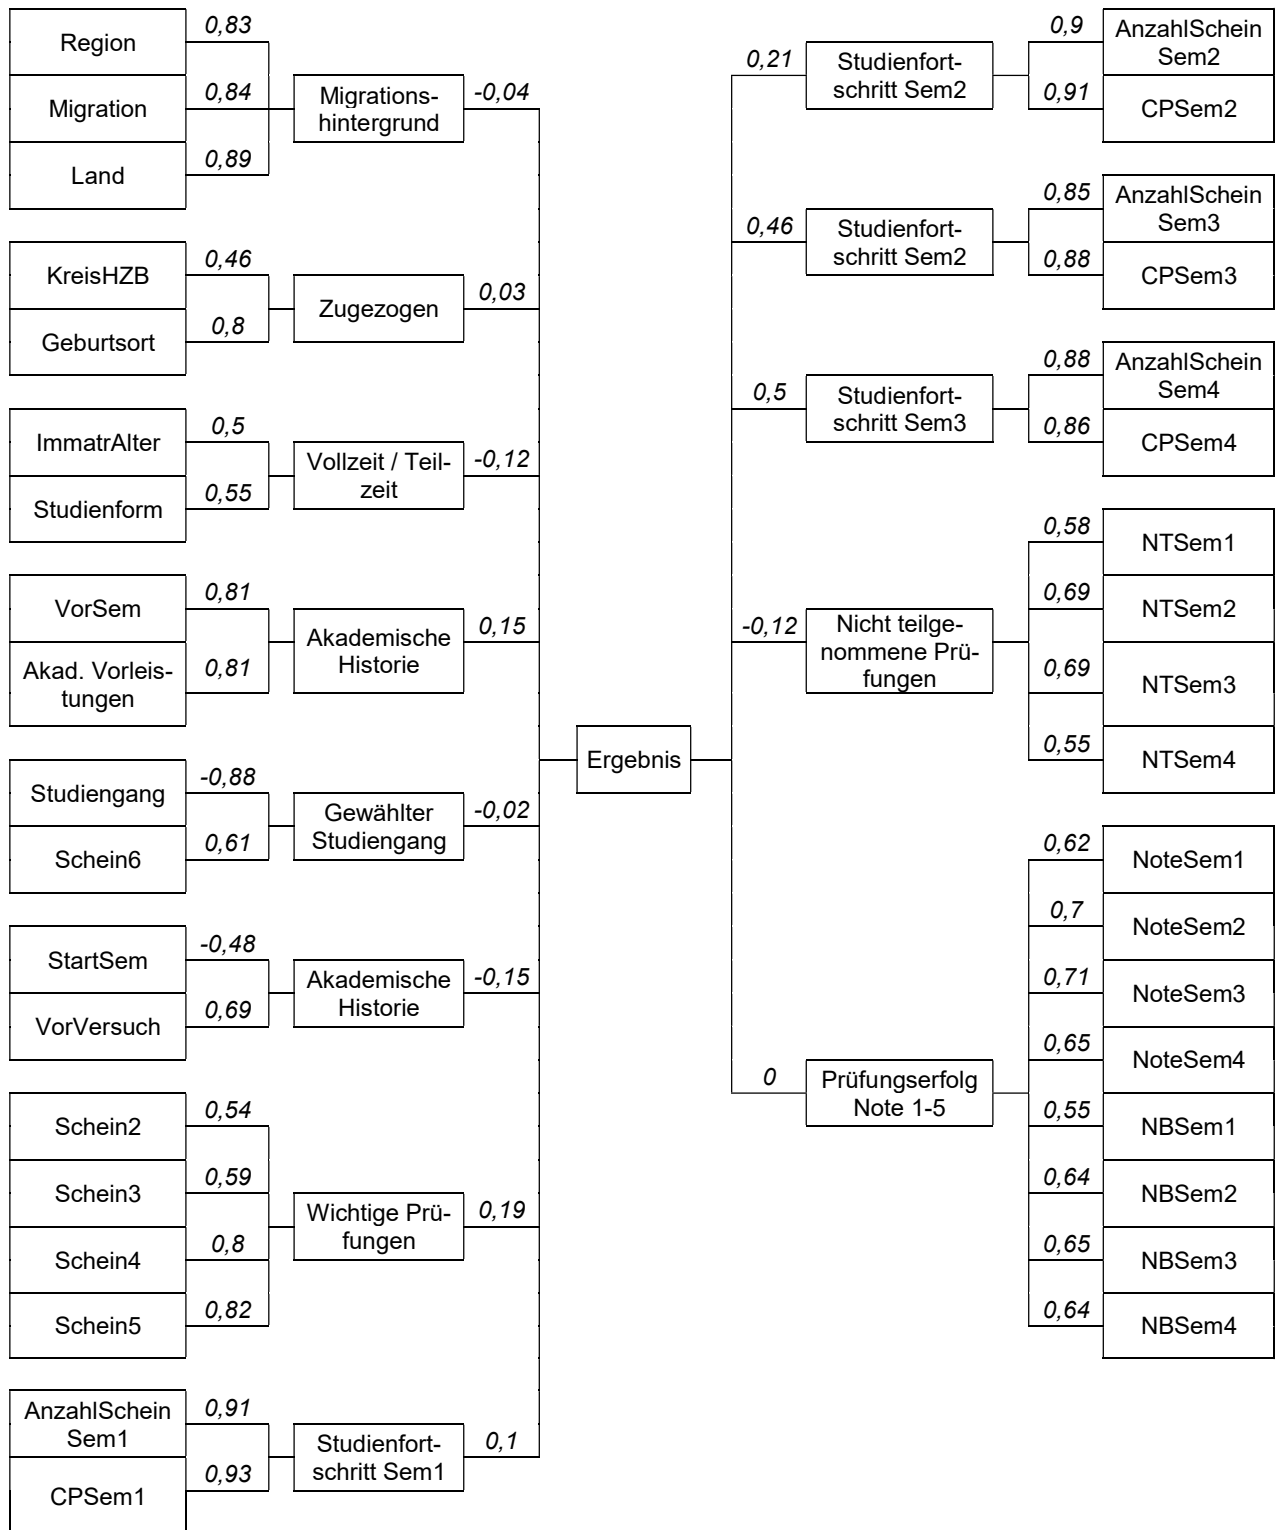 0,83
Region
0,84
Migration
0,89
Land
Migrations-
hintergrund
-0,04
0,46
KreisHZB
0,8
Geburtsort
Zugezogen
0,03
0,5
ImmatrAlter
0,55
Studienform
Vollzeit / Teil-
zeit
-0,12
0,81
VorSem
0,81
Akad. Vorleis-
tungen
Akademische
Historie
0,15
-0,88
Studiengang
0,61
Schein6
Gewählter
Studiengang
-0,02
-0,48
StartSem
0,69
VorVersuch
Akademische
Historie
-0,15
0,54
Schein2
0,59
Schein3
0,8
Schein4
0,82
Schein5
Wichtige Prü-
fungen
0,19
0,91
AnzahlSchein
Sem1
0,93
CPSem1
Studienfort-
schritt Sem1
0,1
Ergebnis
0,21
Studienfort-
schritt Sem2
0,9
AnzahlSchein
Sem2
0,91
CPSem2
0,46
Studienfort-
schritt Sem2
0,85
AnzahlSchein
Sem3
0,88
CPSem3
0,5
Studienfort-
schritt Sem3
0,88
AnzahlSchein
Sem4
0,86
CPSem4
-0,12
Nicht teilge-
nommene Prü-
fungen
0,58
NTSem1
0,69
NTSem2
0,69
NTSem3
0,55
NTSem4
0
Prüfungserfolg
Note 1-5
0,62
NoteSem1
0,7
NoteSem2
0,71
NoteSem3
0,65
NoteSem4
0,55
NBSem1
0,64
NBSem2
0,65
NBSem3
0,64
NBSem4